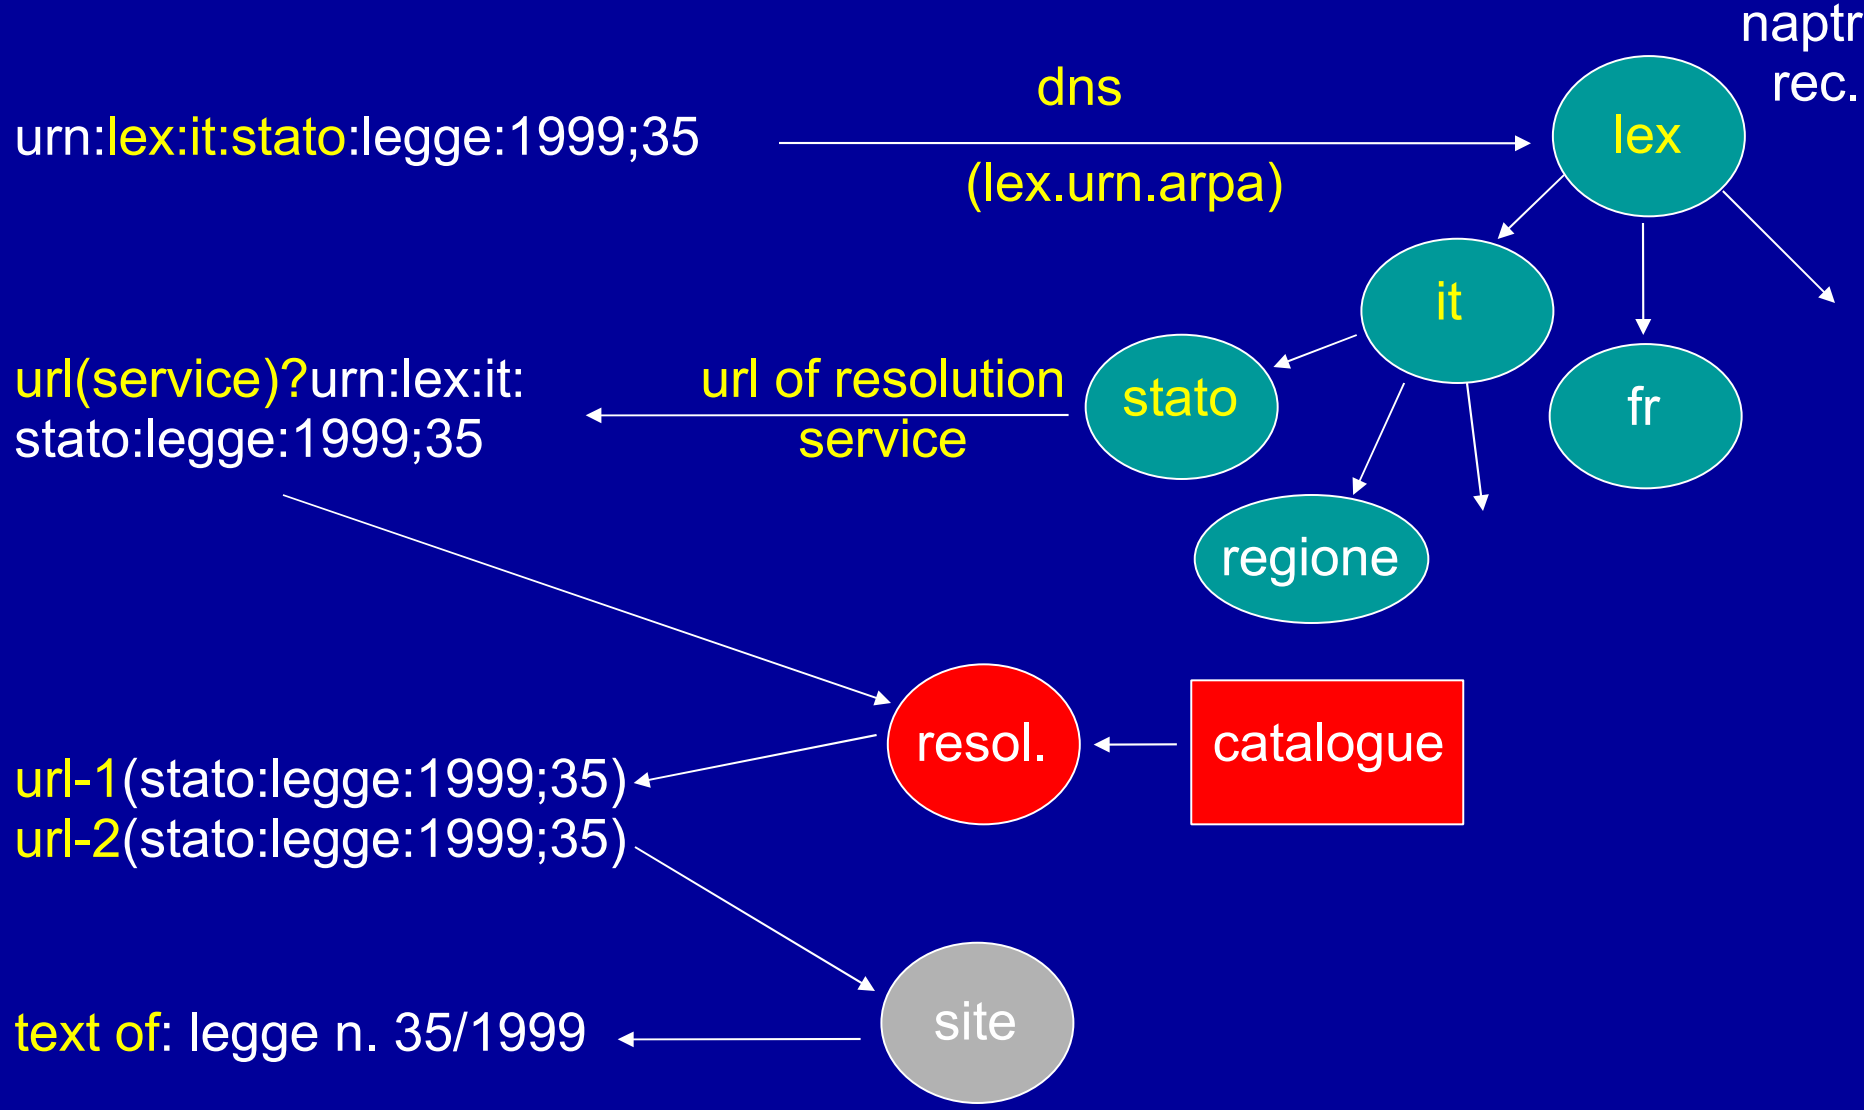 naptr
rec.
dns
urn:lex:it:stato:legge:1999;35
(lex.urn.arpa)
lex
it
url(service)?urn:lex:it:
stato:legge:1999;35
url of resolution
service
stato
fr
regione
resol.
catalogue
url-1(stato:legge:1999;35)
url-2(stato:legge:1999;35)
site
text of: legge n. 35/1999